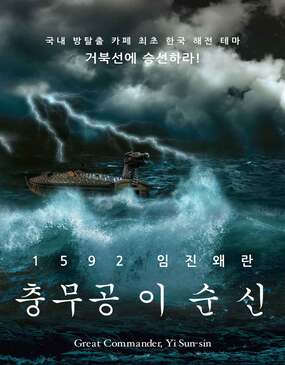 국내 방탈출 카페 최초 한국 해전 테마
거북선에 승선하라!
1592 임진왜란
충무공 이순신
Great Commander, Yi Sun-sin